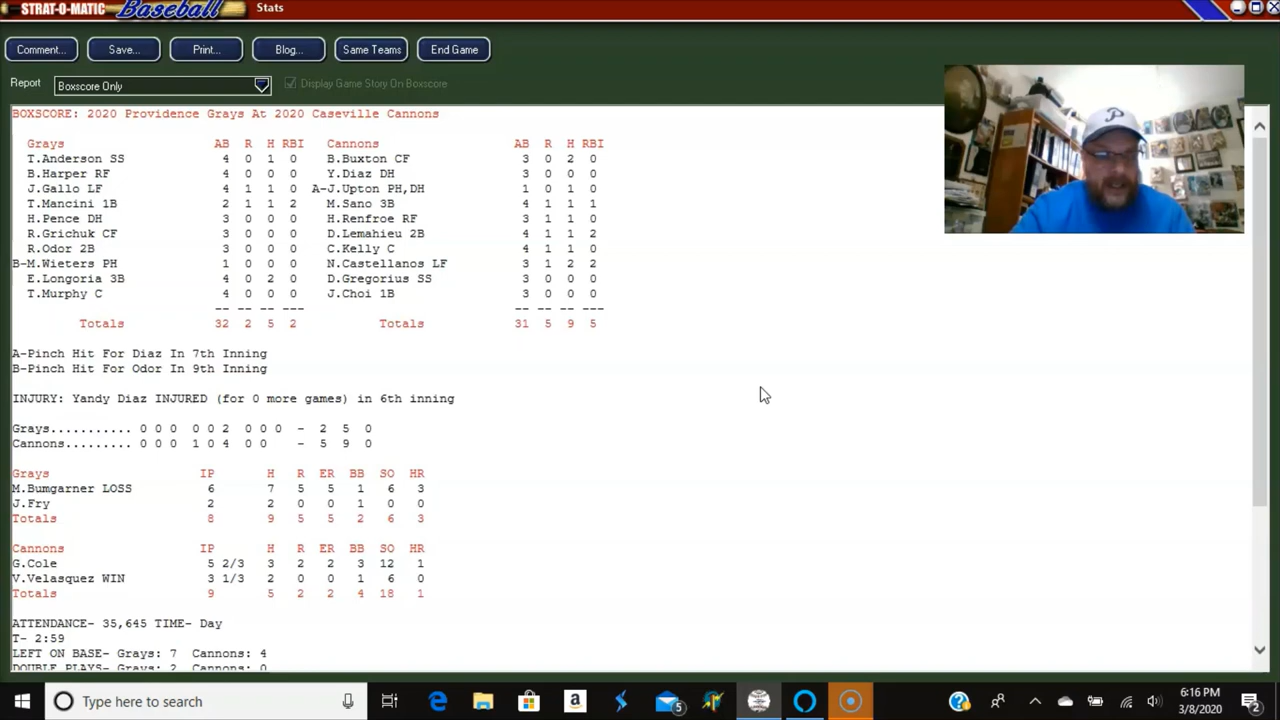 STRAT-O-MATIC Baseball Stats
Comment... Save... Print... Blog... Same Teams End Game
Report Boxscore Only Display Game Story On Boxscore
BOXSCORE: 2020 Providence Grays At 2020 Caseville Cannons
Grays AB R H RBI Cannons AB R H RBI
T.Anderson SS 4 0 1 0 B.Buxton CF 3 0 2 0
B.Harper RF 4 0 0 0 Y.Diaz DH 3 0 0 0
J.Gallo LF 4 1 1 0 A-J.Upton PH,DH 1 0 1 0
T.Mancini 1B 2 1 1 2 M.Sano 3B 4 1 1 1
H.Pence DH 3 0 0 0 H.Renfroe RF 3 1 1 0
R.Grichuk CF 3 0 0 0 D.Lemahieu 2B 4 1 1 2
R.Odor 2B 3 0 0 0 C.Kelly C 4 1 1 0
B-M.Wieters PH 1 0 0 0 N.Castellanos LF 3 1 2 2
E.Longoria 3B 4 0 2 0 D.Gregorius SS 3 0 0 0
T.Murphy C 4 0 0 0 J.Choi 1B 3 0 0 0
-- -- -- --- -- -- -- ---
Totals 32 2 5 2 Totals 31 5 9 5
A-Pinch Hit For Diaz In 7th Inning
B-Pinch Hit For Odor In 9th Inning
INJURY: Yandy Diaz INJURED (for 0 more games) in 6th inning
Grays........... 0 0 0 0 0 2 0 0 0 - 2 5 0
Cannons......... 0 0 0 1 0 4 0 0 - 5 9 0
Grays IP H R ER BB SO HR
M.Bumgarner LOSS 6 7 5 5 1 6 3
J.Fry 2 2 0 0 1 0 0
Totals 8 9 5 5 2 6 3
Cannons IP H R ER BB SO HR
G.Cole 5 2/3 3 2 2 3 12 1
V.Velasquez WIN 3 1/3 2 0 0 1 6 0
Totals 9 5 2 2 4 18 1
ATTENDANCE- 35,645 TIME- Day
T- 2:59
LEFT ON BASE- Grays: 7 Cannons: 4
DOUBLE PLAYS- Grays: 2 Cannons: 0
P
Type here to search
5
6:16 PM
3/8/2020
2